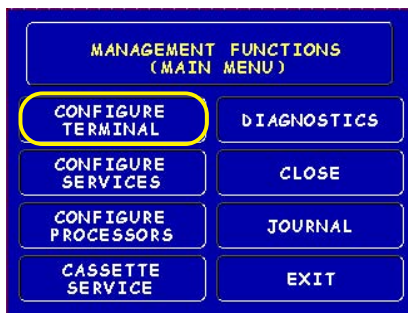 MANAGEMENT FUNCTIONS
(MAIN MENU)
CONFIGURE
TERMINAL
DIAGNOSTICS
CONFIGURE
SERVICES
CLOSE
CONFIGURE
PROCESSORS
JOURNAL
CASSETTE
SERVICE
EXIT